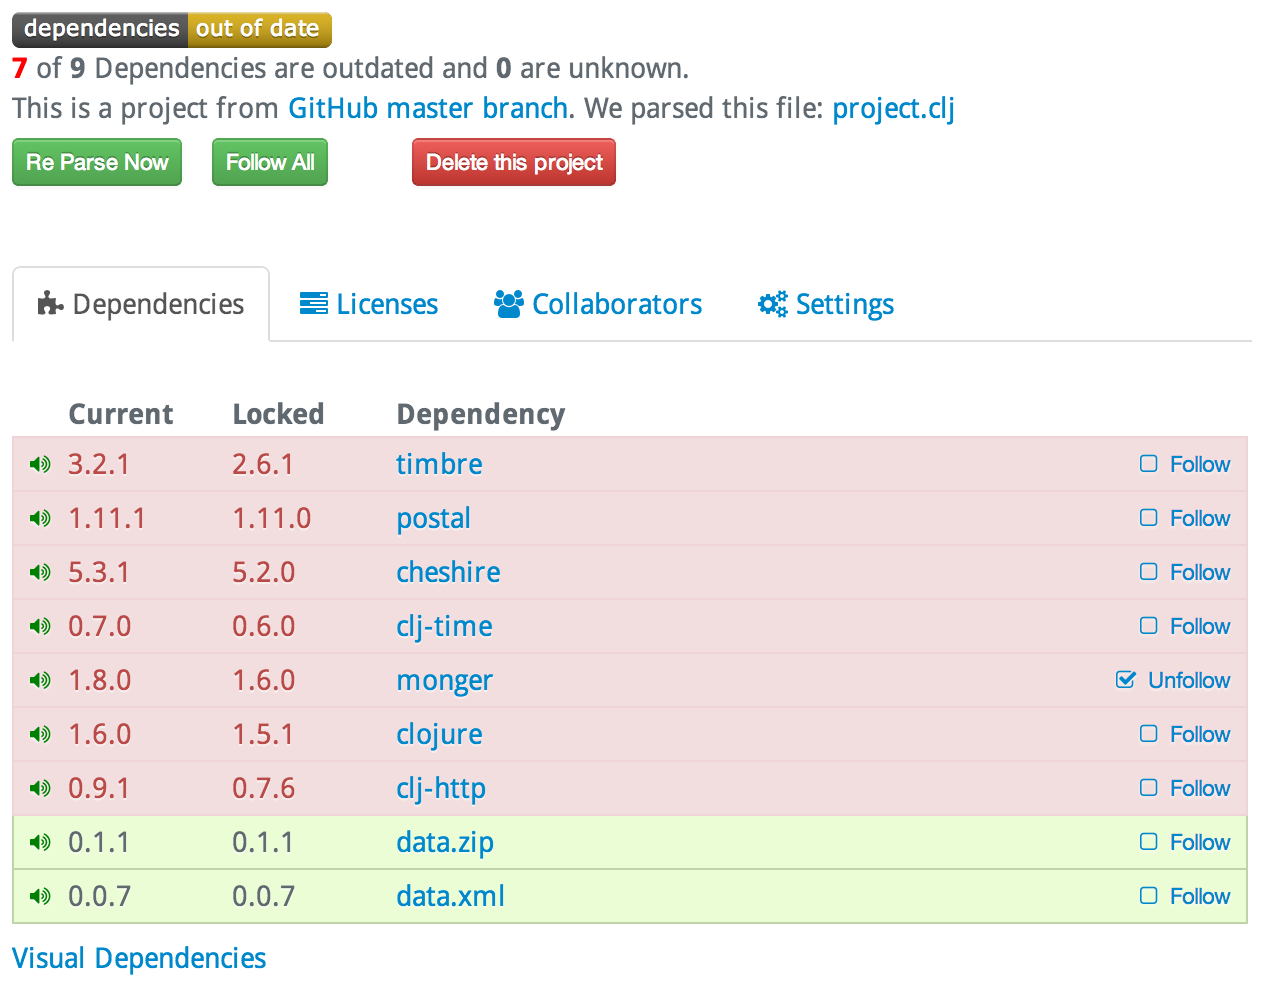 dependencies out of date
7 of 9 Dependencies are outdated and 0 are unknown.
This is a project from GitHub master branch. We parsed this file: project.clj
Re Parse Now Follow All Delete this project
Dependencies Licenses Collaborators Settings
Current Locked Dependency
3.2.1 2.6.1 timbre Follow
1.11.1 1.11.0 postal Follow
5.3.1 5.2.0 cheshire Follow
0.7.0 0.6.0 clj-time Follow
1.8.0 1.6.0 monger Unfollow
1.6.0 1.5.1 clojure Follow
0.9.1 0.7.6 clj-http Follow
0.1.1 0.1.1 data.zip Follow
0.0.7 0.0.7 data.xml Follow
Visual Dependencies